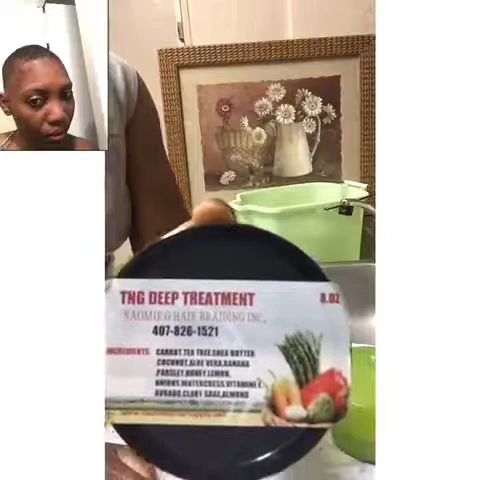 TNG DEEP TREATMENT 8.OZ
NAOMIE G HAIR BRAIDING INC,
407-826-1521
INGREDIENTS: CARROT,TEA TREE,SHEA BUTTER
,COCONUT,ALOE VERA,BANANA
,PARSLEY,HONEY,LEMON,
ONIONS,WATERCRESS,VITAMIN E,
AVOADO,CLARY SAGE,ALMOND